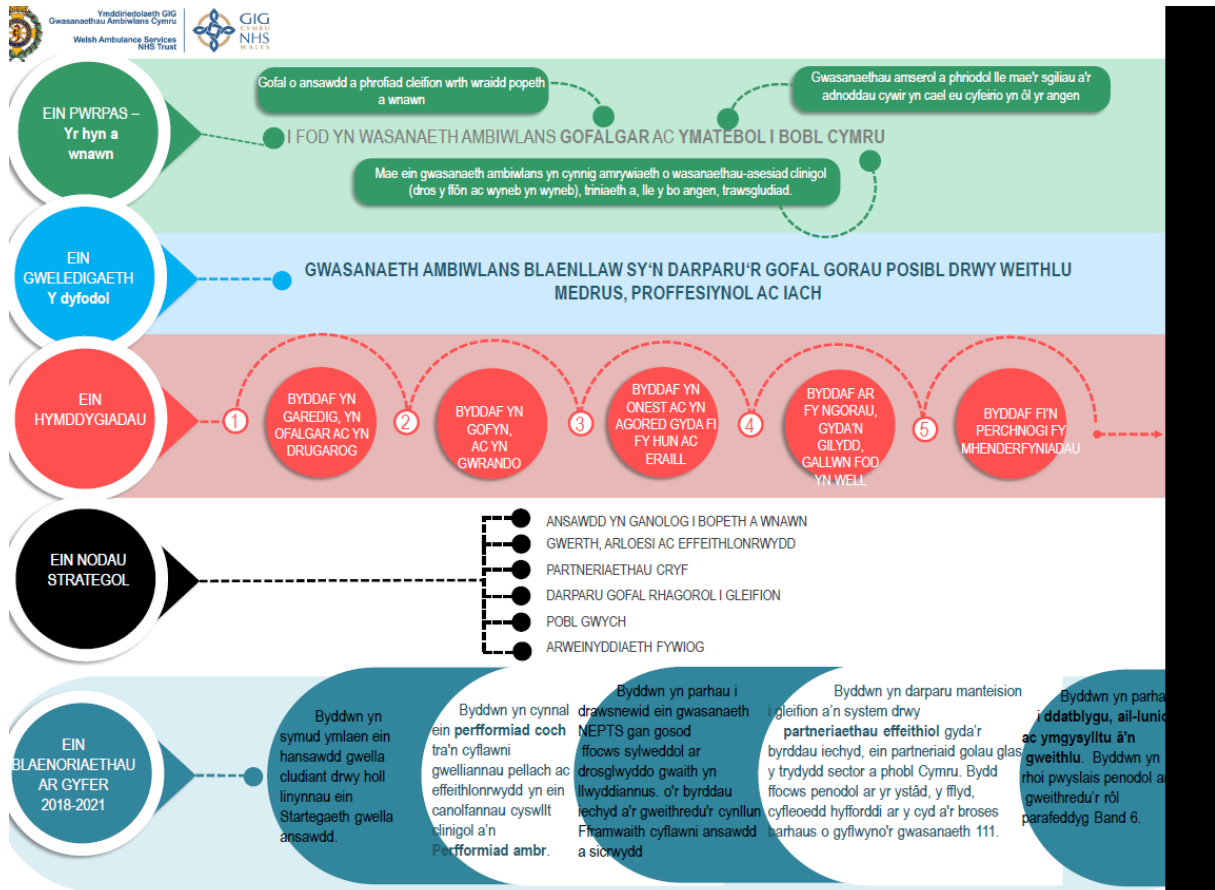 Ymddiriedolaeth GIG
Gwasanaethau Ambiwlans Cymru
Welsh Ambulance Services
NHS Trust
GIG
CYMRU
NHS
WALES
EIN PWRPAS –
Yr hyn a
wnawn
Gofal o ansawdd a phrofiad cleifion wrth wraidd popeth
a wnawn
Gwasanaethau amserol a phriodol lle mae'r sgiliau a'r
adnoddau cywir yn cael eu cyfeirio yn ôl yr angen
I FOD YN WASANAETH AMBIWLANS GOFALGAR AC YMATEBOL I BOBL CYMRU
Mae ein gwasanaeth ambiwlans yn cynnig amrywiaeth o wasanaethau-asesiad clinigol
(dros y ffôn ac wyneb yn wyneb), triniaeth a, lle y bo angen, trawsgludiad.
EIN
GWELEDIGAETH
Y dyfodol
GWASANAETH AMBIWLANS BLAENLLAW SY'N DARPARU'R GOFAL GORAU POSIBL DRWY WEITHLU
MEDRUS, PROFFESIYNOL AC IACH
EIN
HYMDDYGIADAU
1
BYDDAF YN
GAREDIG, YN
OFALGAR AC YN
DRUGAROG
2
BYDDAF YN
GOFYN,
AC YN
GWRANDO
3
BYDDAF YN
ONEST AC YN
AGORED GYDA FI
FY HUN AC
ERAILL
4
BYDDAF AR
FY NGORAU,
GYDA'N
GILYDD,
GALLWN FOD
YN WELL
5
BYDDAF FI'N
PERCHNOGI FY
MHENDERFYNIADAU
EIN NODAU
STRATEGOL
ANSAWDD YN GANOLOG I BOPETH A WNAWN
GWERTH, ARLOESI AC EFFEITHLONRWYDD
PARTNERIAETHAU CRYF
DARPARU GOFAL RHAGOROL I GLEIFION
POBL GWYCH
ARWEINYDDIAETH FYWIOG
EIN
BLAENORIAETHAU
AR GYFER
2018-2021
Byddwn yn
symud ymlaen ein
hansawdd gwella
cludiant drwy holl
linynnau ein
Startegaeth gwella
ansawdd.
Byddwn yn cynnal
ein perfformiad coch
tra'n cyflawni
gwelliannau pellach ac
effeithlonrwydd yn ein
canolfannau cyswllt
clinigol a'n
Perfformiad ambr.
Byddwn yn parhau i
drawsnewid ein gwasanaeth
NEPTS gan gosod
ffocws sylweddol ar
drosglwyddo gwaith yn
llwyddiannus. o'r byrddau
iechyd a'r gweithredu'r cynllun
Fframwaith cyflawni ansawdd
a sicrwydd
Byddwn yn darparu manteision
i gleifion a'n system drwy
partneriaethau effeithiol gyda'r
byrddau iechyd, ein partneriaid golau glas
y trydydd sector a phobl Cymru. Bydd
ffocws penodol ar yr ystâd, y fflyd,
cyfleoedd hyfforddi ar y cyd a'r broses
barhaus o gyflwyno'r gwasanaeth 111.
Byddwn yn parha
i ddatblygu, ail-lunio
ac ymgysylltu â'n
gweithlu. Byddwn yn
rhoi pwyslais penodol ar
gweithredu'r rôl
parafeddyg Band 6.